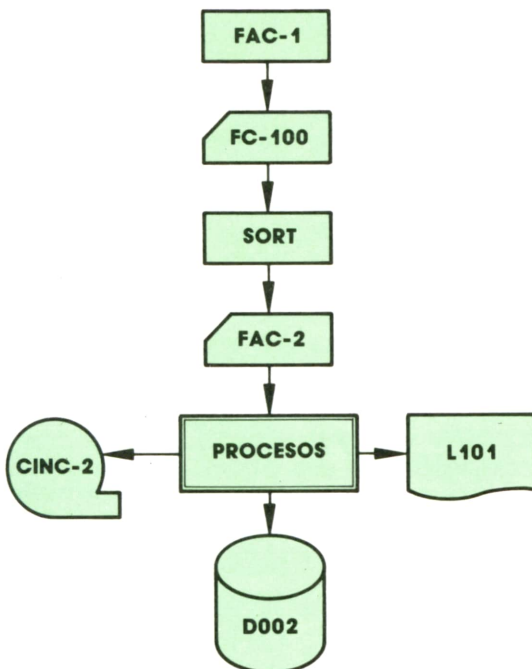 FAC-1
FC-100
SORT
FAC-2
CINC-2
PROCESOS
L101
D002